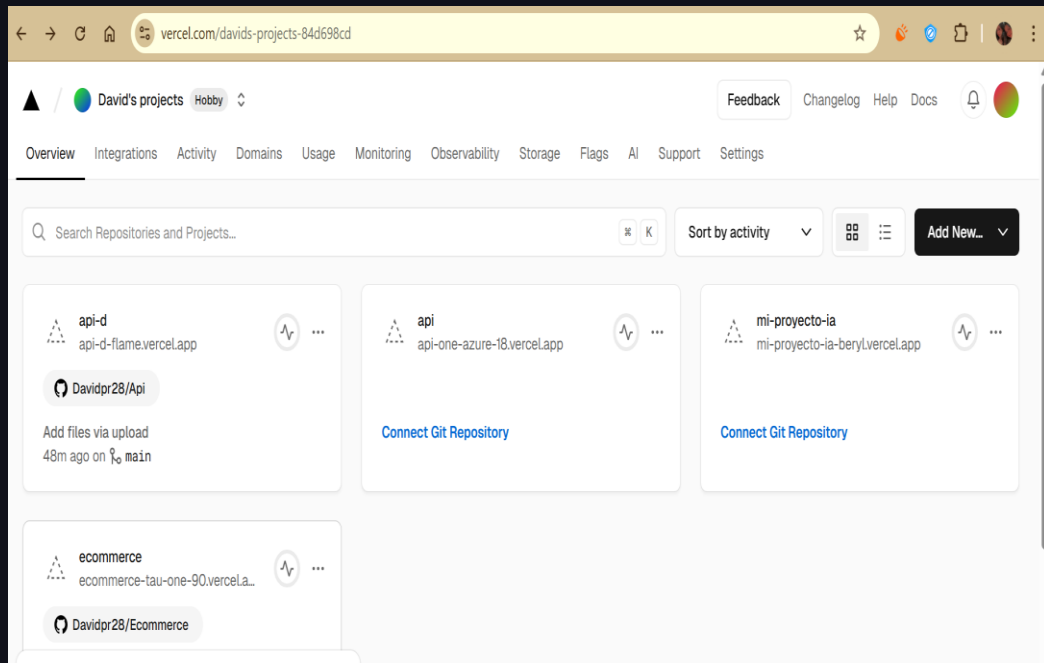 vercel.com/davids-projects-84d698cd
David's projects Hobby
Feedback Changelog Help Docs
Overview Integrations Activity Domains Usage Monitoring Observability Storage Flags AI Support Settings
Search Repositories and Projects...
⌘ K
Sort by activity
Add New...
api-d
api-d-flame.vercel.app
Davidpr28/Api
Add files via upload
48m ago on main
api
api-one-azure-18.vercel.app
Connect Git Repository
mi-proyecto-ia
mi-proyecto-ia-beryl.vercel.app
Connect Git Repository
ecommerce
ecommerce-tau-one-90.vercel.a...
Davidpr28/Ecommerce